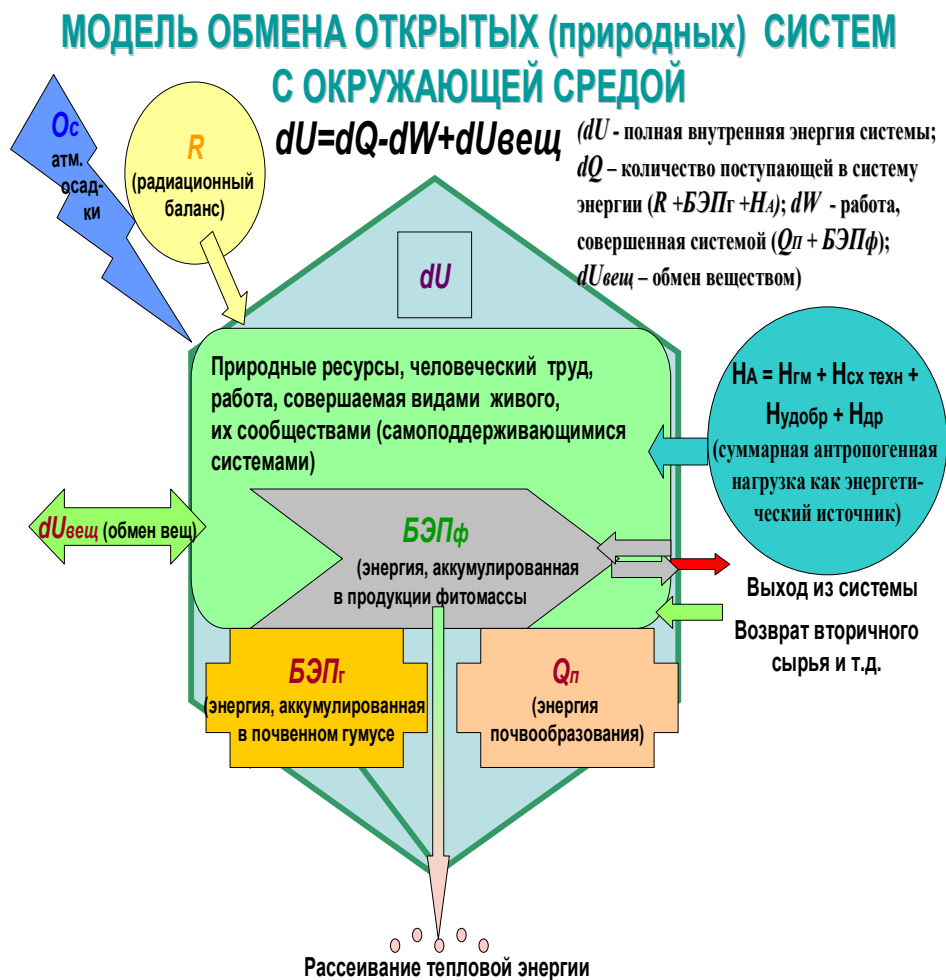 МОДЕЛЬ ОБМЕНА ОТКРЫТЫХ (природных) СИСТЕМ
С ОКРУЖАЮЩЕЙ СРЕДОЙ
Ос
атм.
осад-
ки
R
(радиационный
баланс)
dU=dQ-dW+dUвещ
(dU - полная внутренняя энергия системы;
dQ – количество поступающей в систему
энергии (R +БЭПг +НА); dW - работа,
совершенная системой (QП + БЭПф);
dUвещ – обмен веществом)
dU
Природные ресурсы, человеческий труд,
работа, совершаемая видами живого,
их сообществами (самоподдерживающимися
системами)
НА = Нгм + Нсх техн +
Нудобр + Ндр
(суммарная антропогенная
нагрузка как энергети-
ческий источник)
dUвещ (обмен вещ)
БЭПф
(энергия, аккумулированная
в продукции фитомассы
Выход из системы
Возврат вторичного
сырья и т.д.
БЭПг
(энергия, аккумулированная
в почвенном гумусе
Qп
(энергия
почвообразования)
Рассеивание тепловой энергии